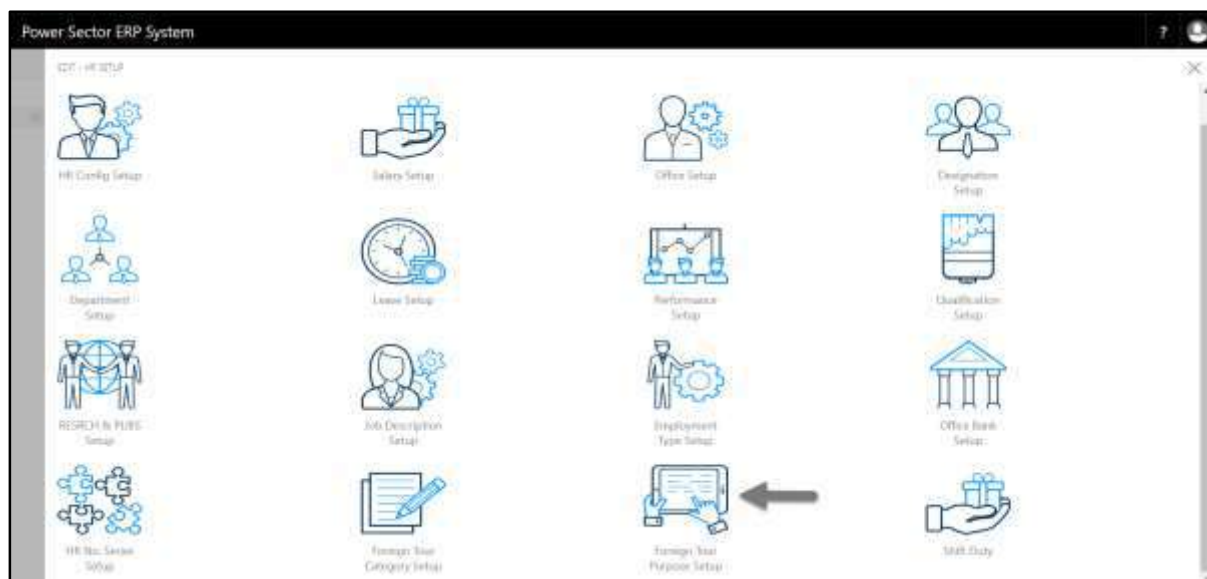 Power Sector ERP System
?
EDIT - HR SETUP
HR Config Setup
Salary Setup
Office Setup
Designation
Setup
Department
Setup
Leave Setup
Performance
Setup
Qualification
Setup
RESRCH & PUBS
Setup
Job Description
Setup
Employment
Type Setup
Office Bank
Setup
HR No. Series
Setup
Foreign Tour
Category Setup
Foreign Tour
Purpose Setup
Shift Duty